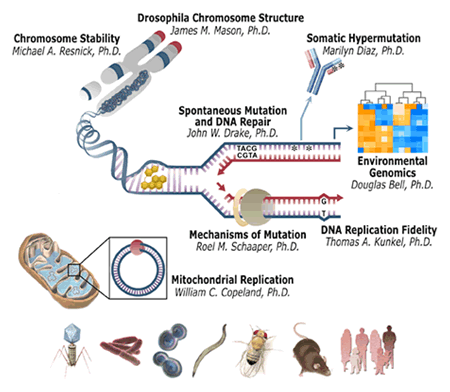 Drosophila Chromosome Structure
James M. Mason, Ph.D.
Chromosome Stability
Michael A. Resnick, Ph.D.
Somatic Hypermutation
Marilyn Diaz, Ph.D.
Spontaneous Mutation
and DNA Repair
John W. Drake, Ph.D.
TACG
CGTA
* *
Environmental
Genomics
Douglas Bell, Ph.D.
G
T
Mechanisms of Mutation
Roel M. Schaaper, Ph.D.
DNA Replication Fidelity
Thomas A. Kunkel, Ph.D.
Mitochondrial Replication
William C. Copeland, Ph.D.